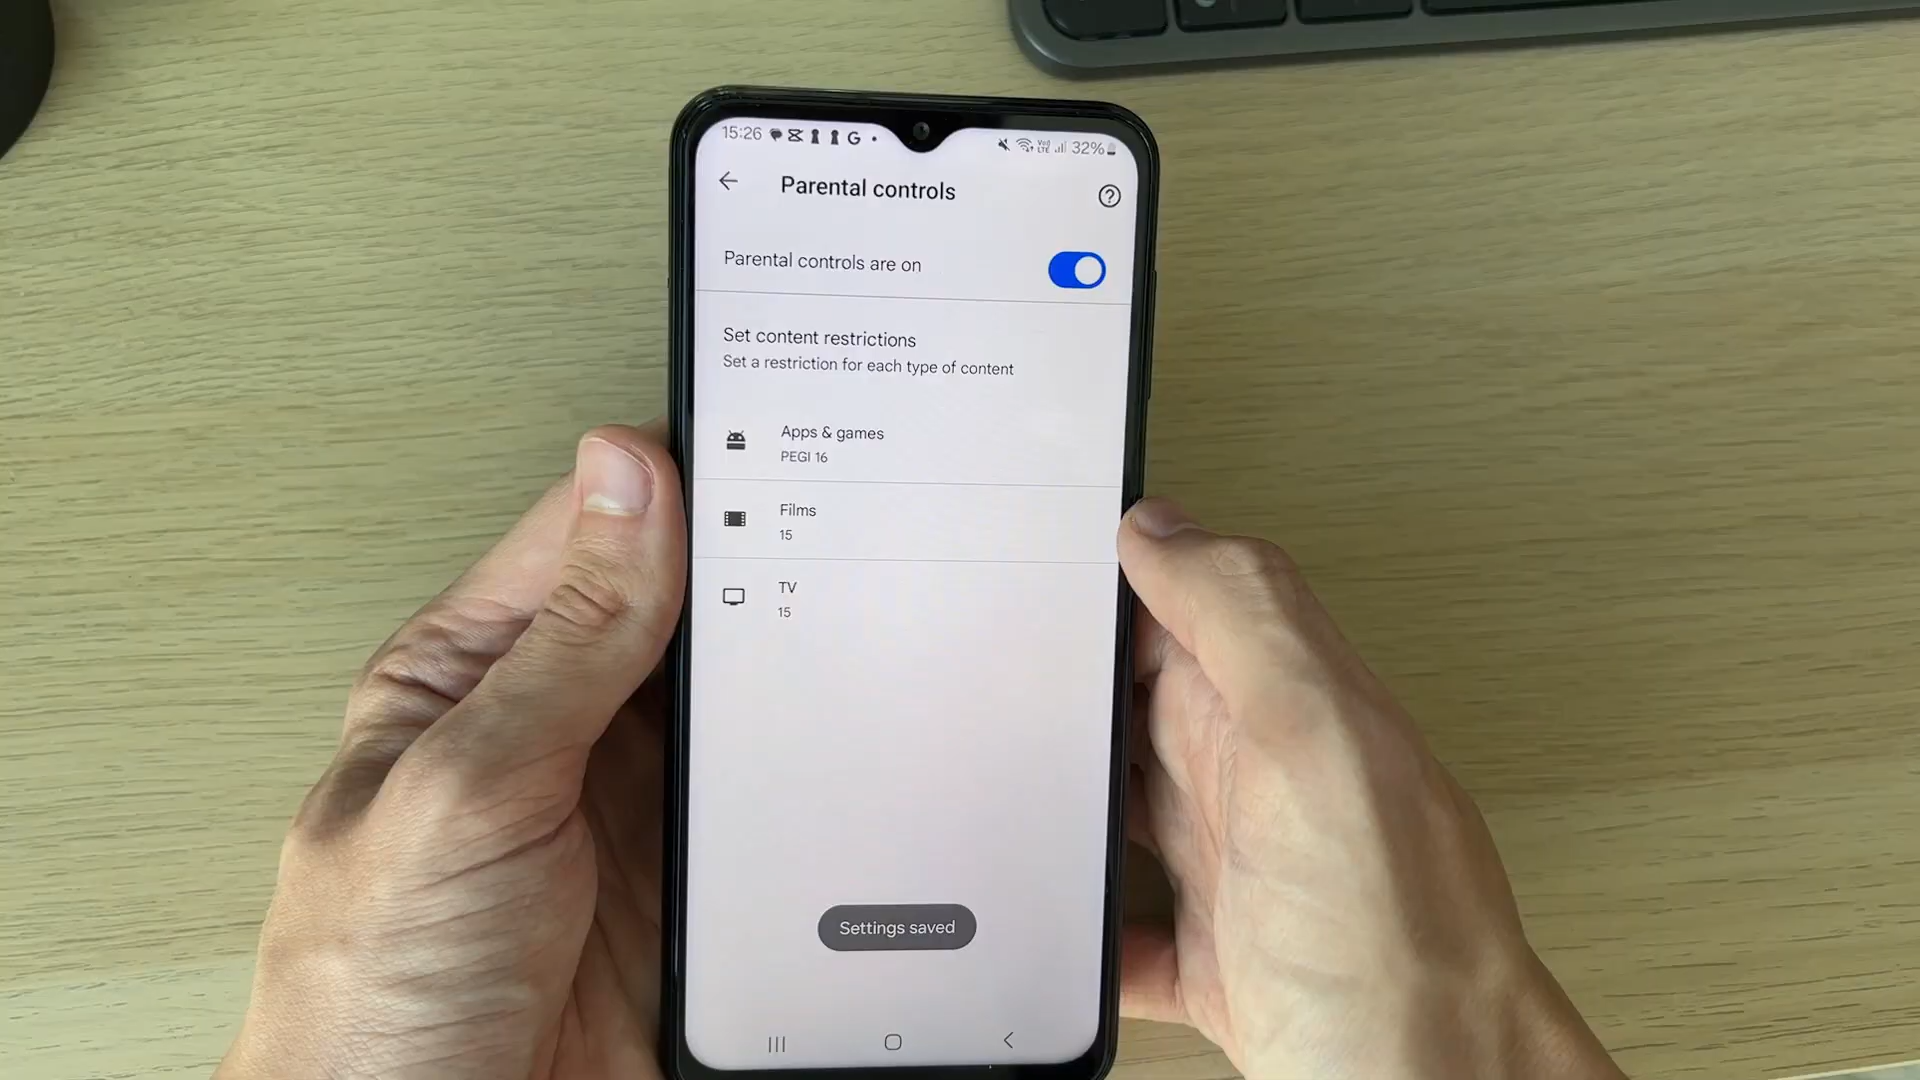 15:26 G 32%
Parental controls
Parental controls are on
Set content restrictions
Set a restriction for each type of content
Apps & games
PEGI 16
Films
15
TV
15
Settings saved